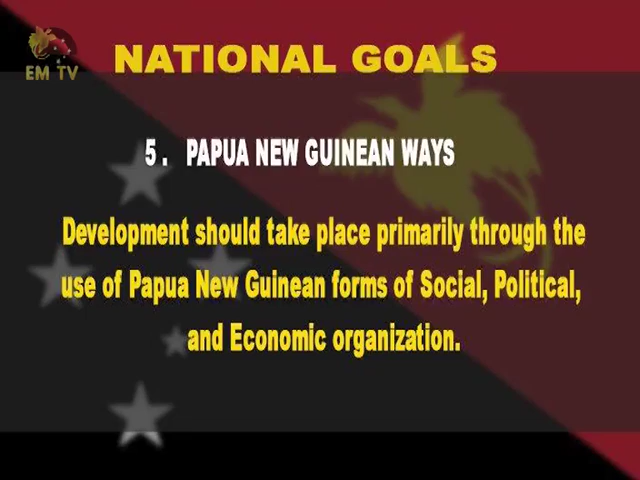 EM TV
NATIONAL GOALS
5 . PAPUA NEW GUINEAN WAYS
Development should take place primarily through the
use of Papua New Guinean forms of Social, Political,
and Economic organization.